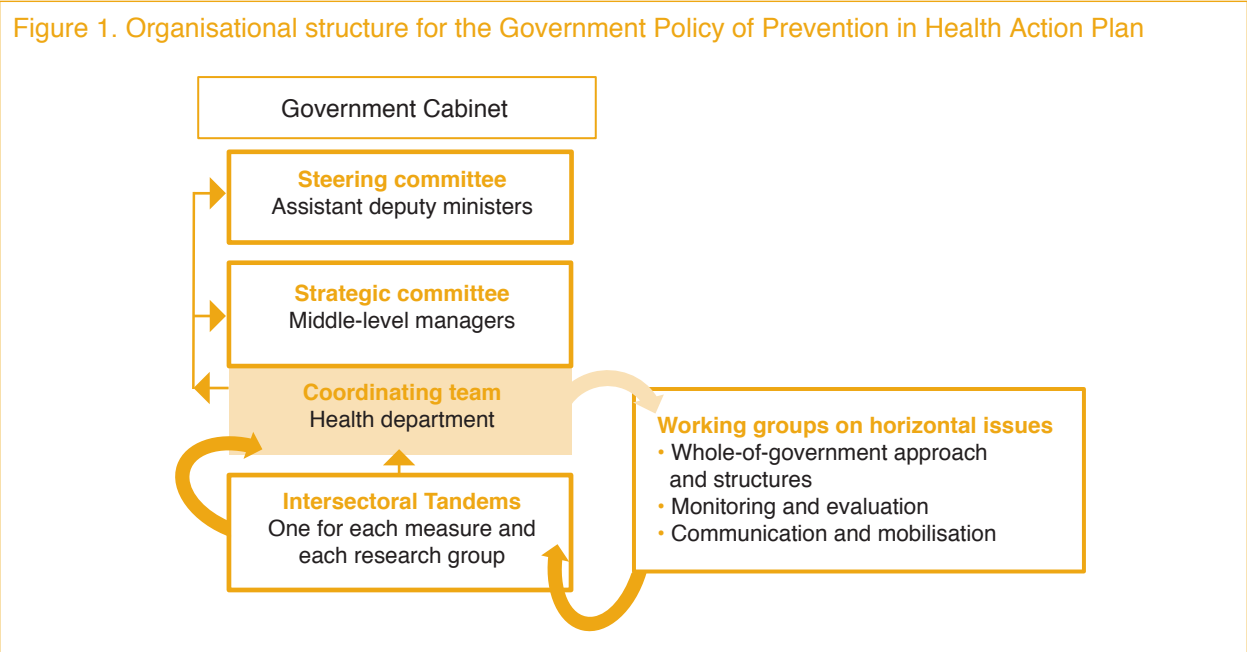 Figure 1. Organisational structure for the Government Policy of Prevention in Health Action Plan
Government Cabinet
Steering committee
Assistant deputy ministers
Strategic committee
Middle-level managers
Coordinating team
Health department
Intersectoral Tandems
One for each measure and
each research group
Working groups on horizontal issues
• Whole-of-government approach
and structures
• Monitoring and evaluation
• Communication and mobilisation